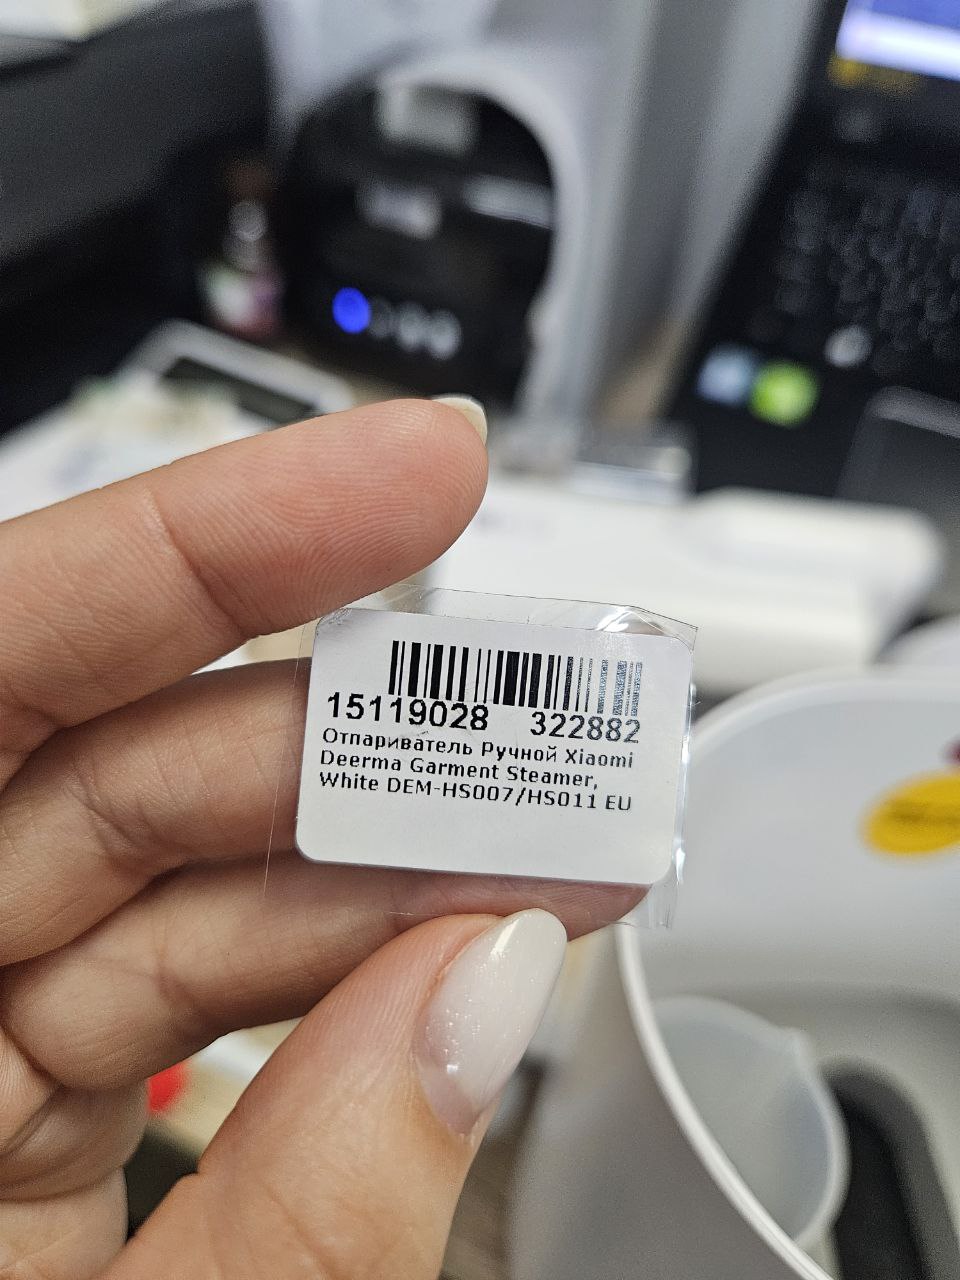 15119028 322882
Отпариватель Ручной Xiaomi
Deerma Garment Steamer,
White DEM-HS007/HS011 EU